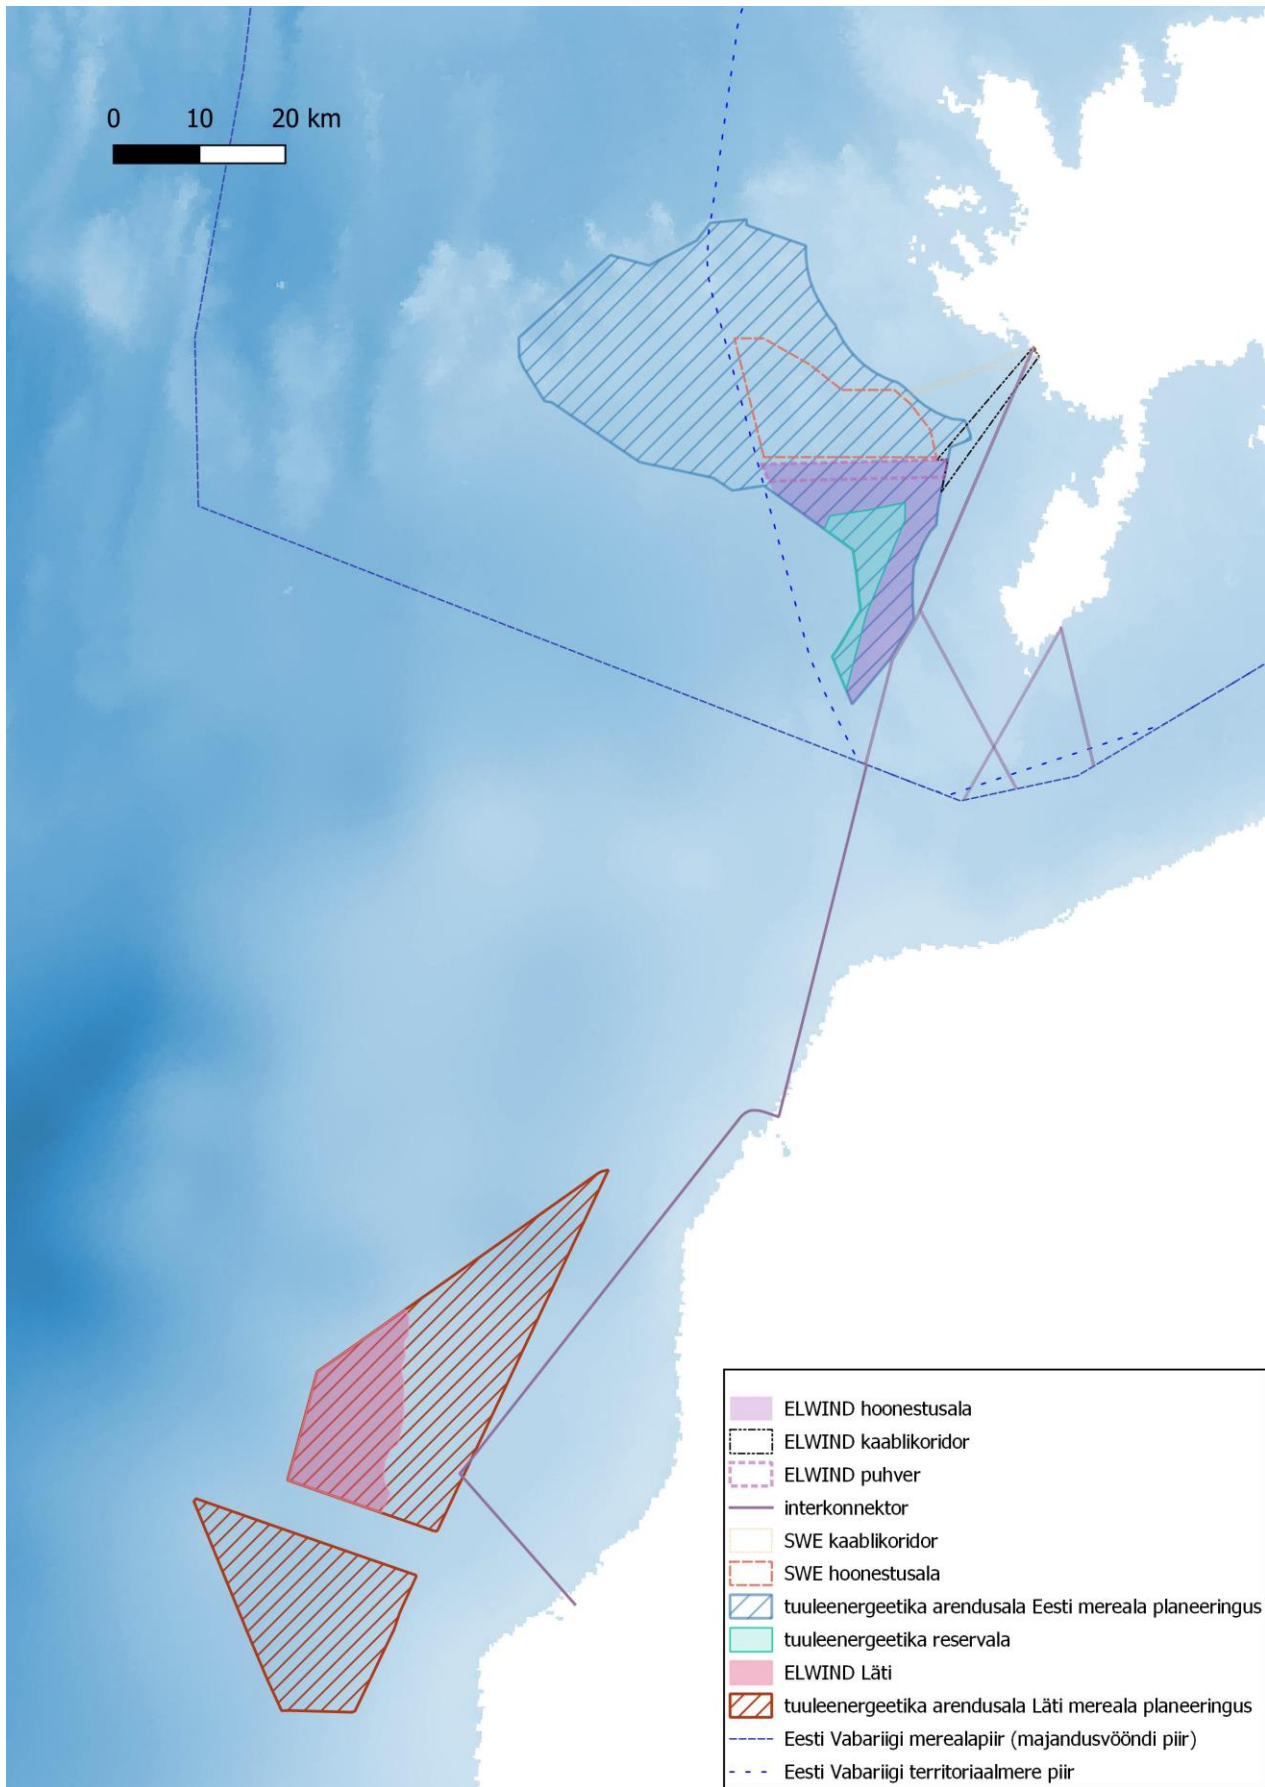 0 10 20 km
ELWIND hoonestusala
ELWIND kaablikoridor
ELWIND puhver
interkonnektor
SWE kaablikoridor
SWE hoonestusala
tuuleenergeetika arendusala Eesti mereala planeeringus
tuuleenergeetika reservala
ELWIND Läti
tuuleenergeetika arendusala Läti mereala planeeringus
Eesti Vabariigi merealapiir (majandusvööndi piir)
Eesti Vabariigi territoriaalmere piir